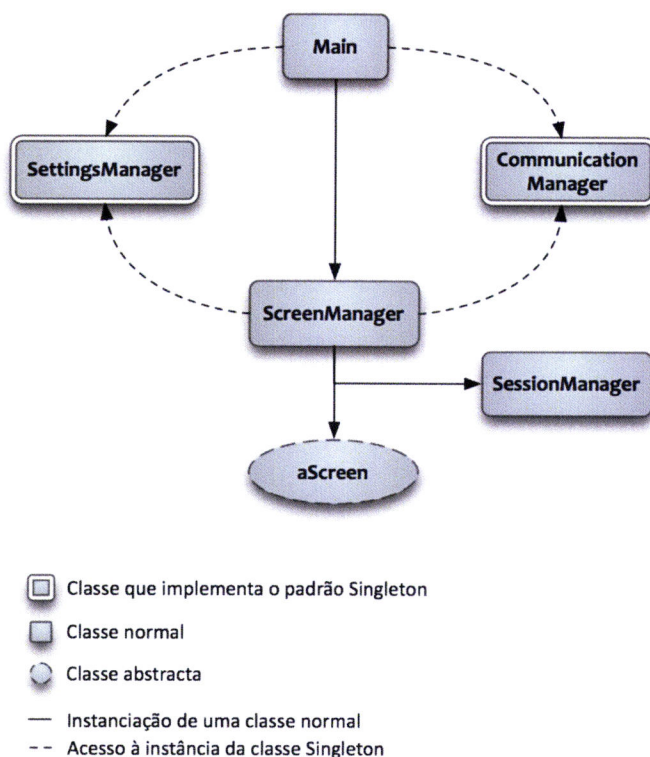 Main
SettingsManager
Communication
Manager
ScreenManager
SessionManager
aScreen
Classe que implementa o padrão Singleton
Classe normal
Classe abstracta
Instanciação de uma classe normal
Acesso à instância da classe Singleton